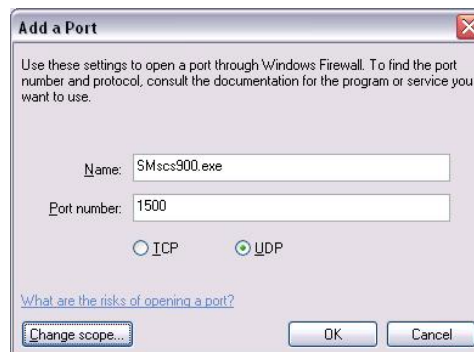 Add a Port
Use these settings to open a port through Windows Firewall. To find the port
number and protocol, consult the documentation for the program or service you
want to use.
Name: SMscs900.exe
Port number: 1500
TCP UDP
What are the risks of opening a port?
Change scope... OK Cancel